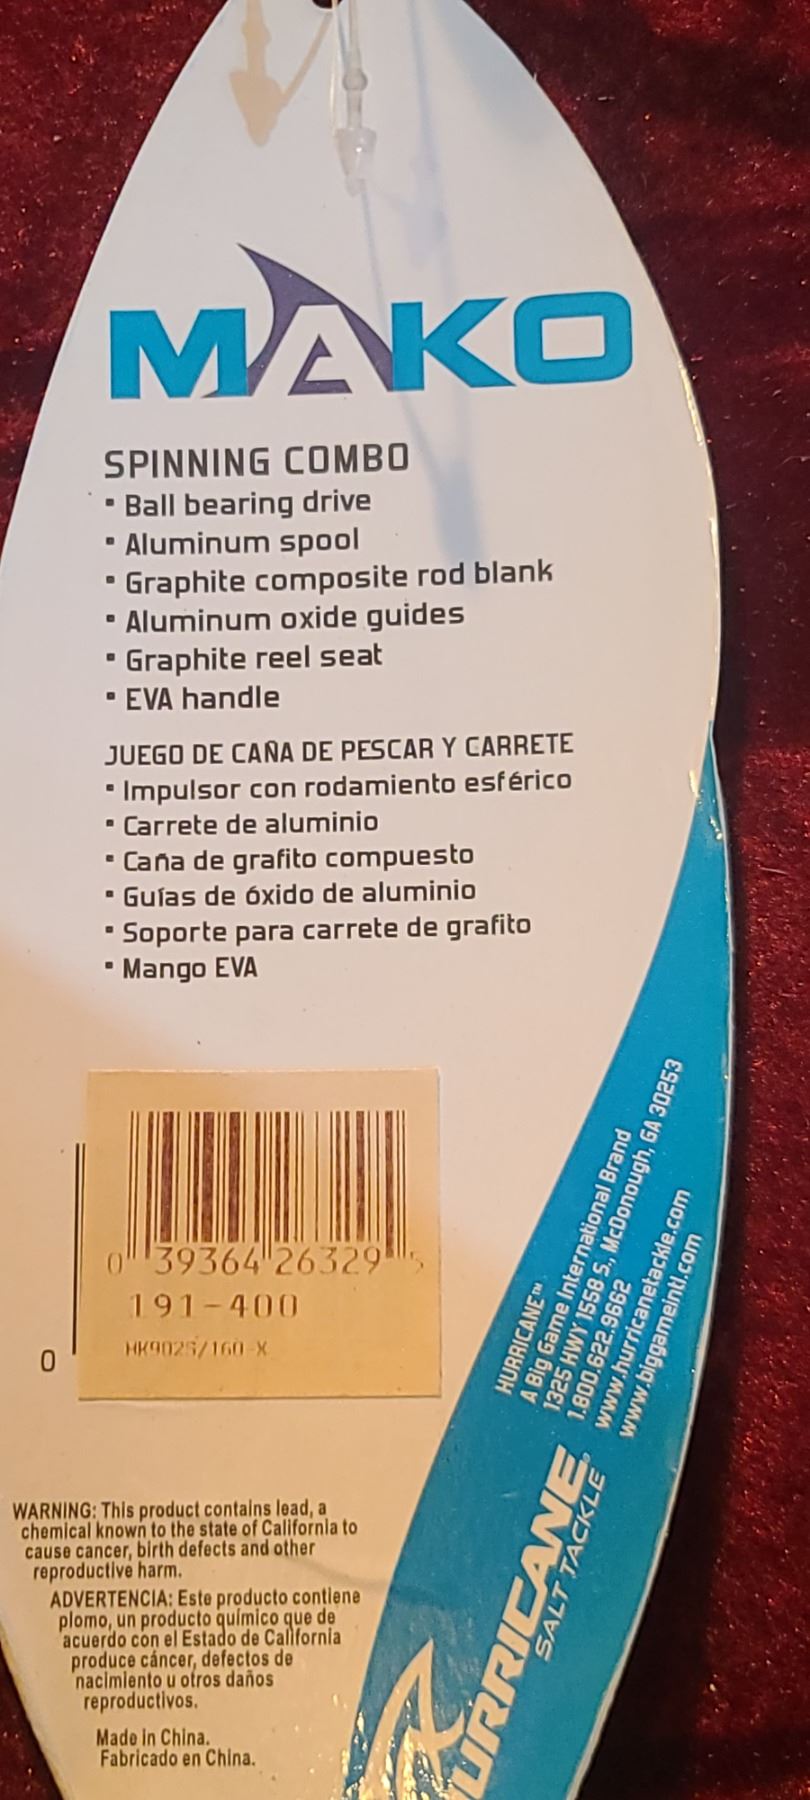 MAKO
SPINNING COMBO
▪ Ball bearing drive
▪ Aluminum spool
▪ Graphite composite rod blank
▪ Aluminum oxide guides
▪ Graphite reel seat
▪ EVA handle
JUEGO DE CAÑA DE PESCAR Y CARRETE
▪ Impulsor con rodamiento esférico
▪ Carrete de aluminio
▪ Caña de grafito compuesto
▪ Guías de óxido de aluminio
▪ Soporte para carrete de grafito
▪ Mango EVA
0 39364 26329 5
191-400
HK902S/160-X
0
WARNING: This product contains lead, a
chemical known to the state of California to
cause cancer, birth defects and other
reproductive harm.
ADVERTENCIA: Este producto contiene
plomo, un producto químico que de
acuerdo con el Estado de California
produce cáncer, defectos de
nacimiento u otros daños
reproductivos.
Made in China.
Fabricado en China.
HURRICANE™
A Big Game International Brand
1325 HWY 1558 S, McDonough, GA 30253
1.800.622.9662
www.hurricanetackle.com
www.biggameintl.com
HURRICANE
SALT TACKLE